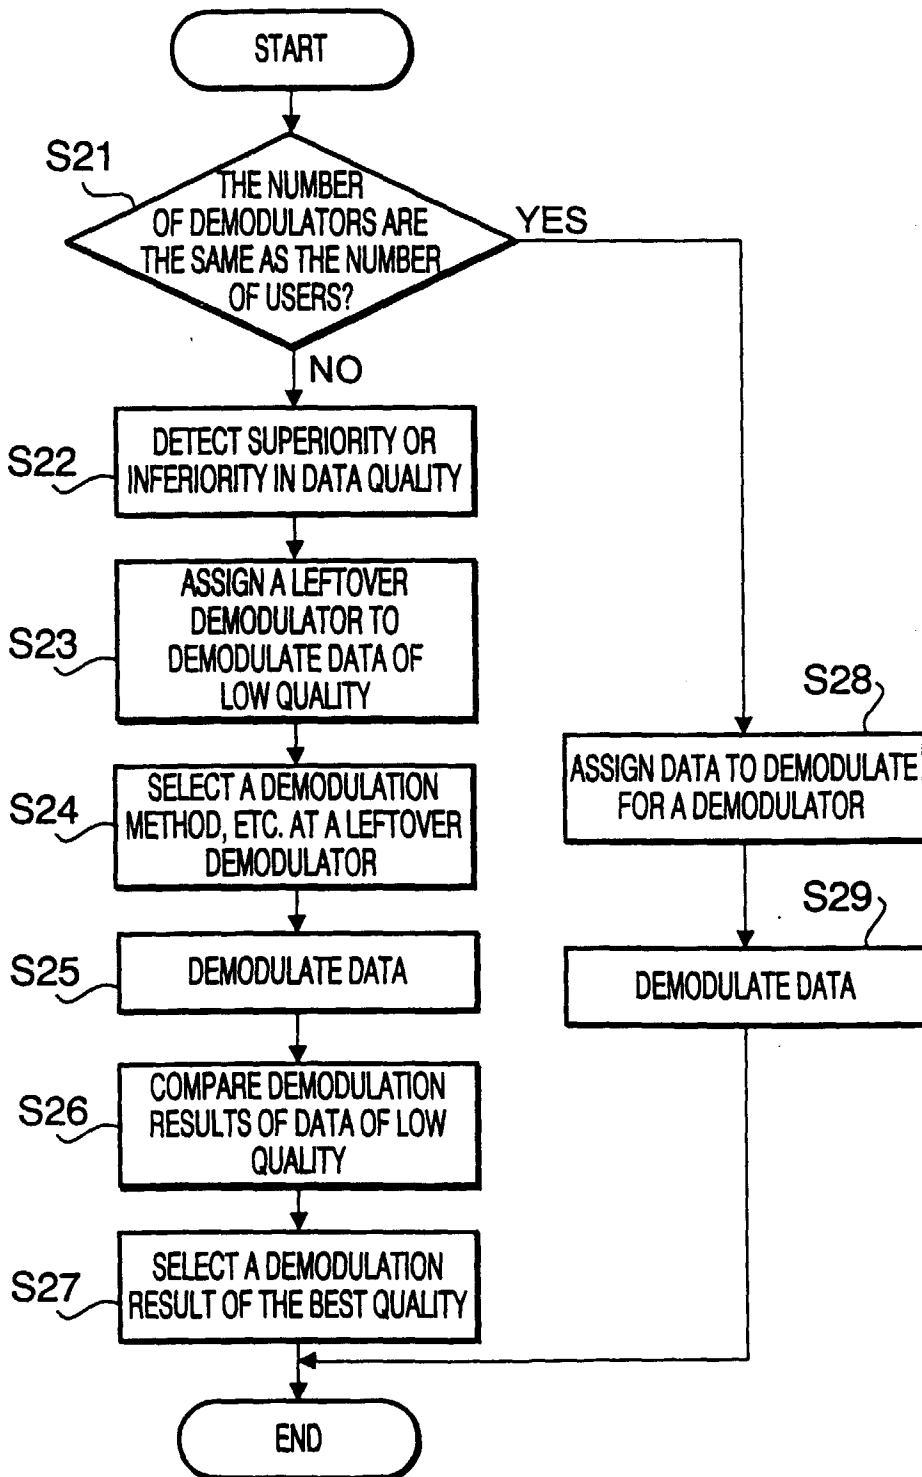 START
S21
THE NUMBER
OF DEMODULATORS ARE
THE SAME AS THE NUMBER
OF USERS?
YES
NO
S22
DETECT SUPERIORITY OR
INFERIORITY IN DATA QUALITY
S23
ASSIGN A LEFTOVER
DEMODULATOR TO
DEMODULATE DATA OF
LOW QUALITY
S24
SELECT A DEMODULATION
METHOD, ETC. AT A LEFTOVER
DEMODULATOR
S25
DEMODULATE DATA
S26
COMPARE DEMODULATION
RESULTS OF DATA OF LOW
QUALITY
S27
SELECT A DEMODULATION
RESULT OF THE BEST QUALITY
S28
ASSIGN DATA TO DEMODULATE
FOR A DEMODULATOR
S29
DEMODULATE DATA
END